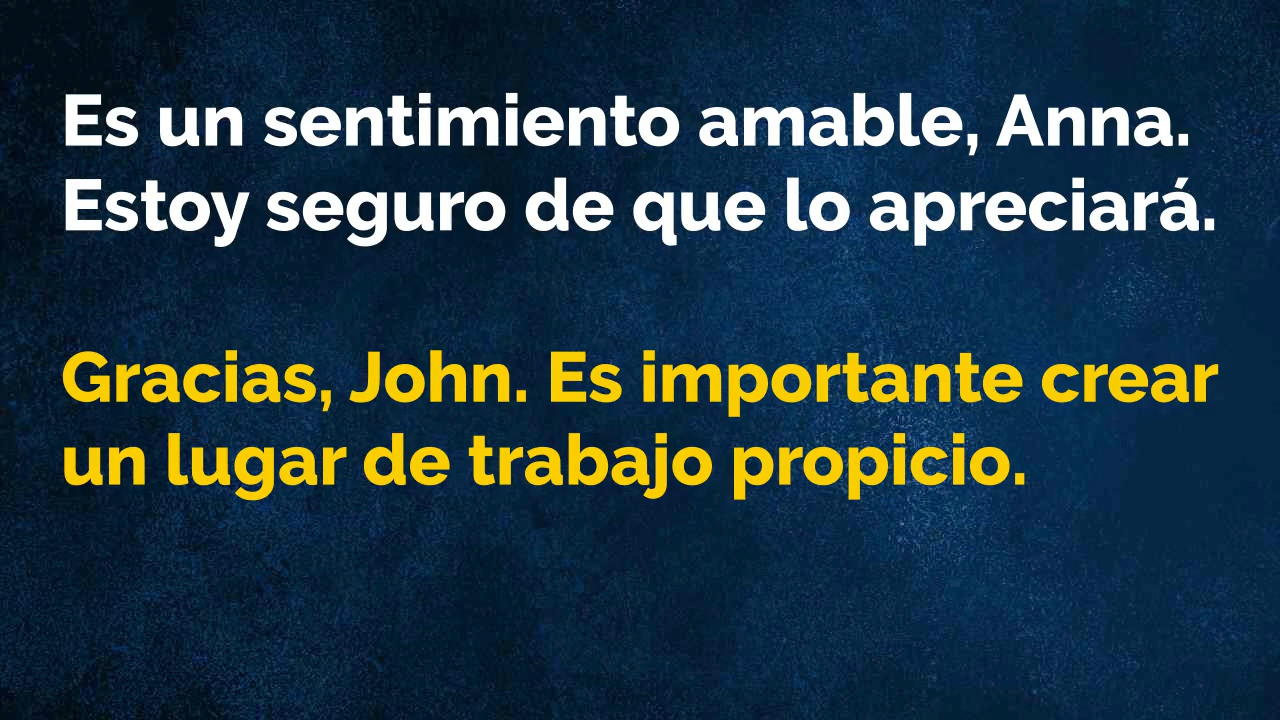 Es un sentimiento amable, Anna.
Estoy seguro de que lo apreciará.
Gracias, John. Es importante crear
un lugar de trabajo propicio.